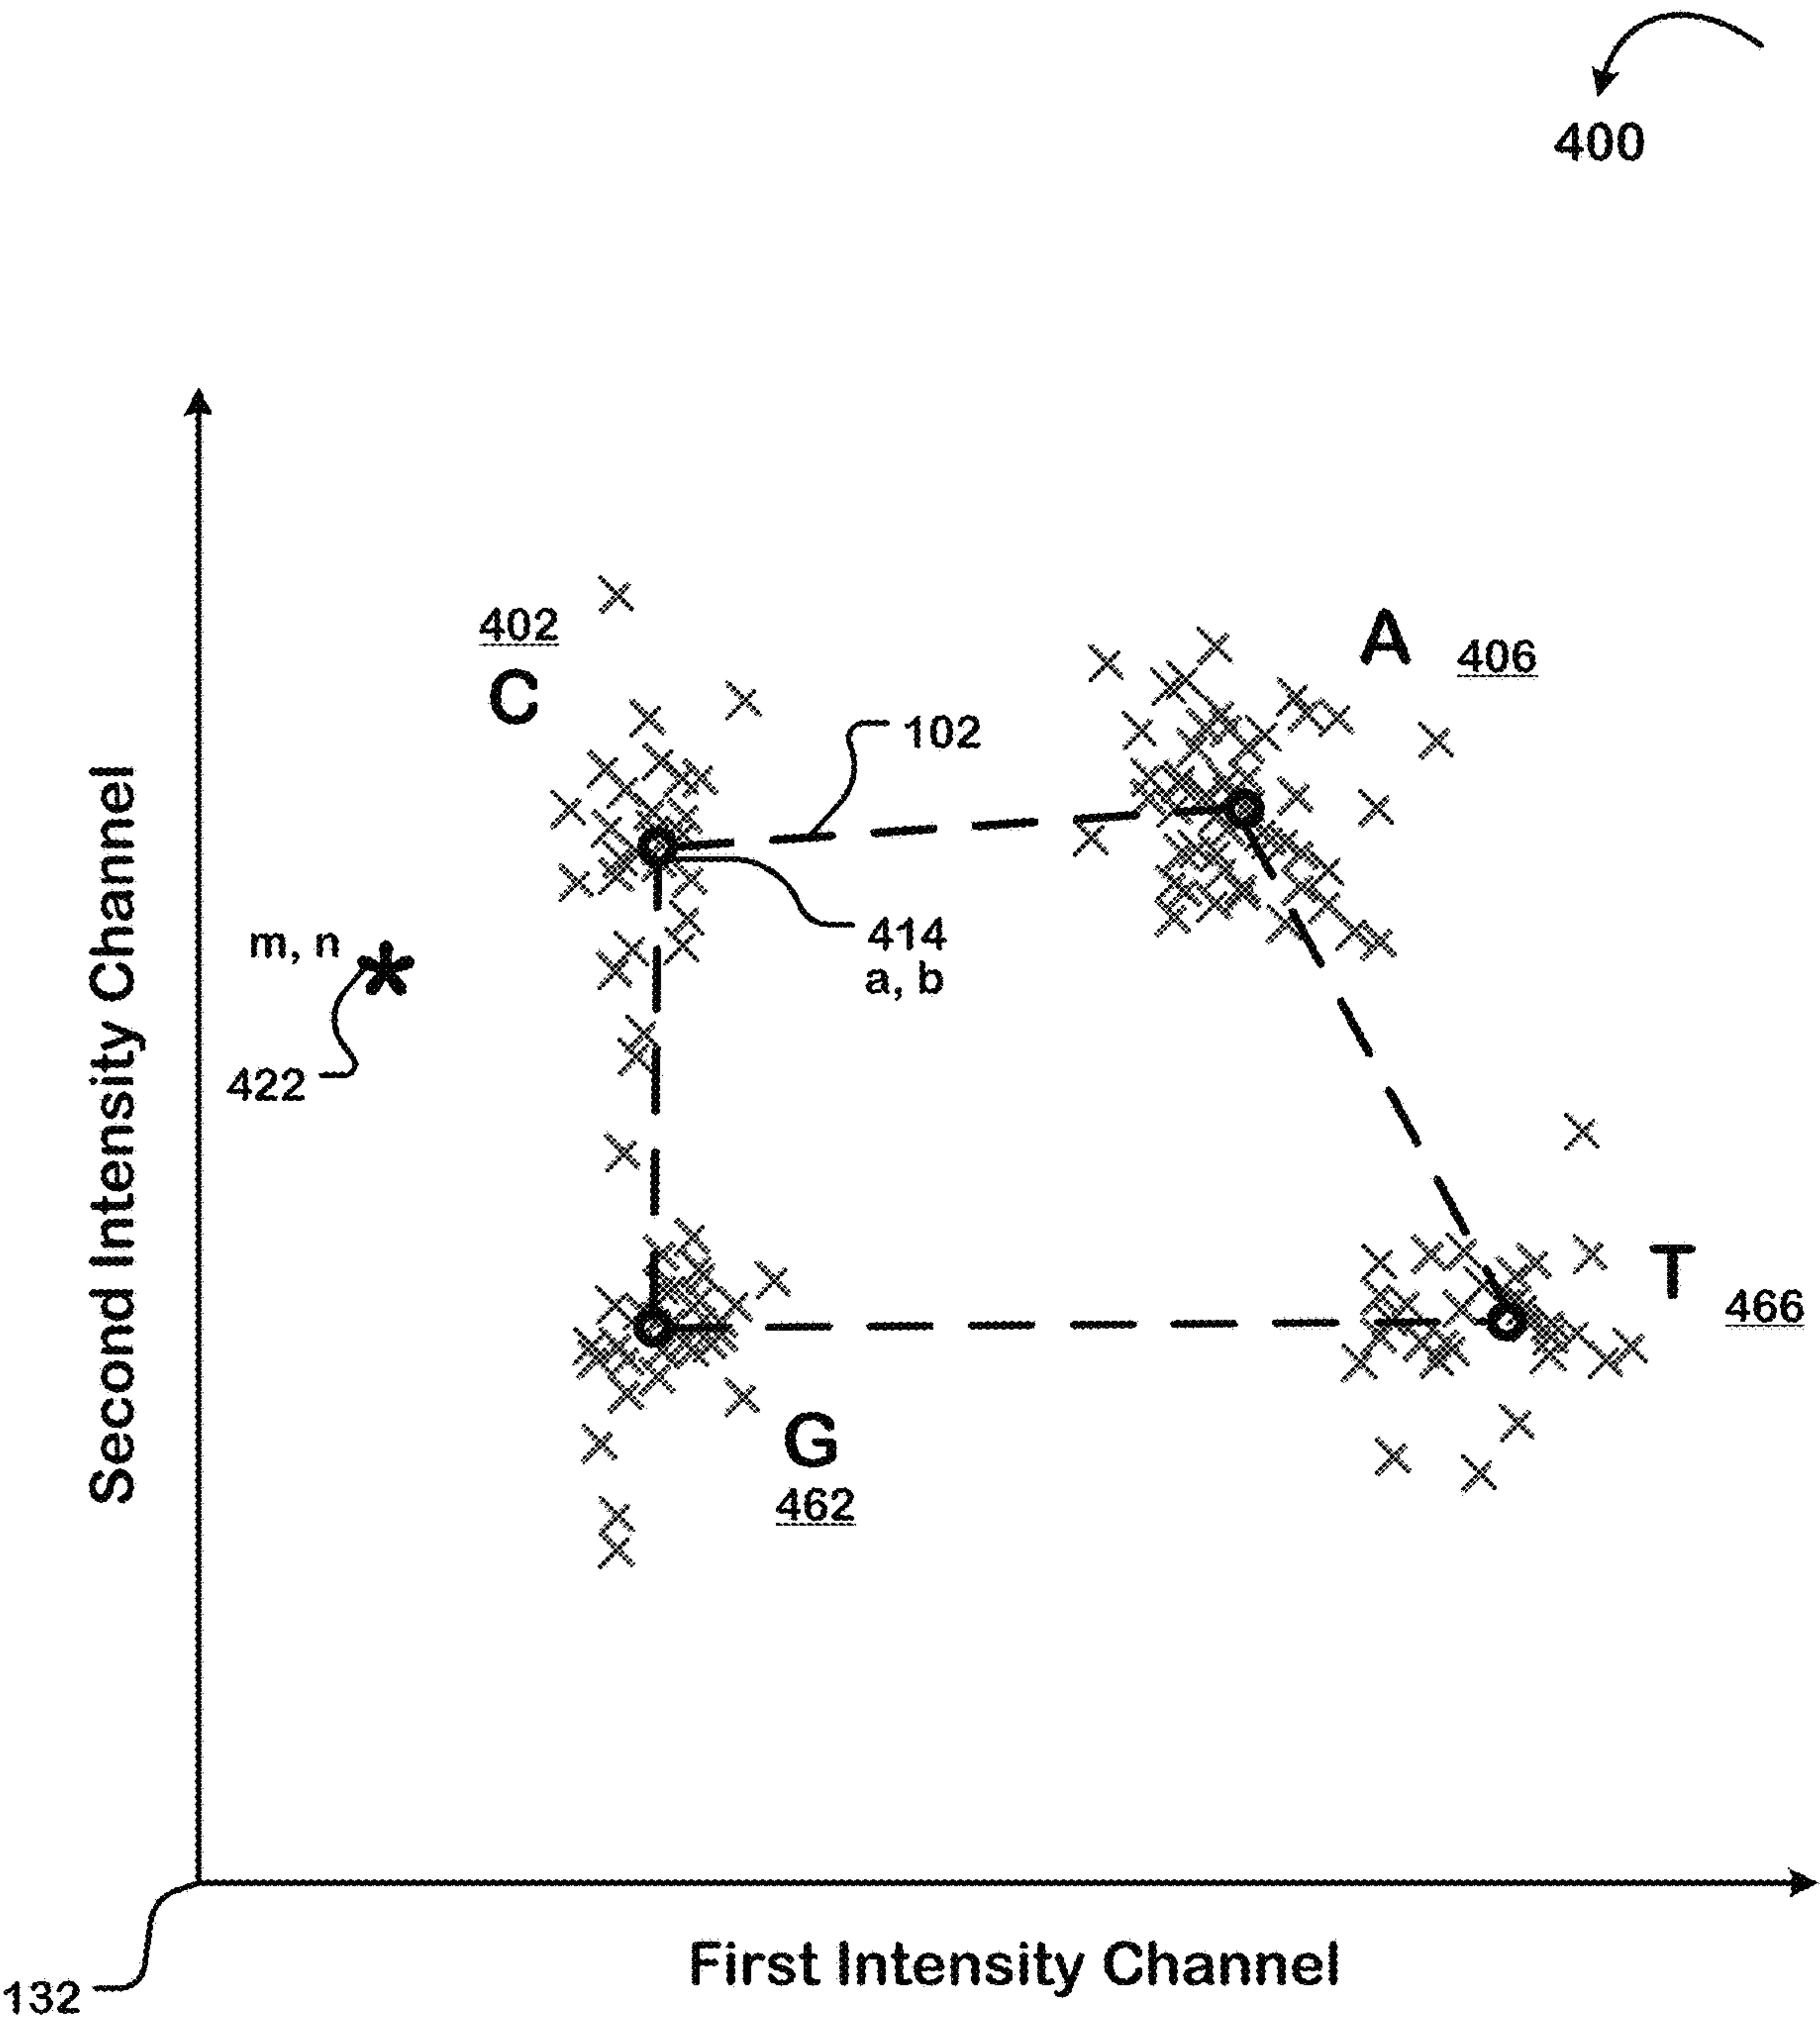 400
402
C
A
406
102
414
a, b
m, n
422
Second Intensity Channel
T
466
G
462
First Intensity Channel
132